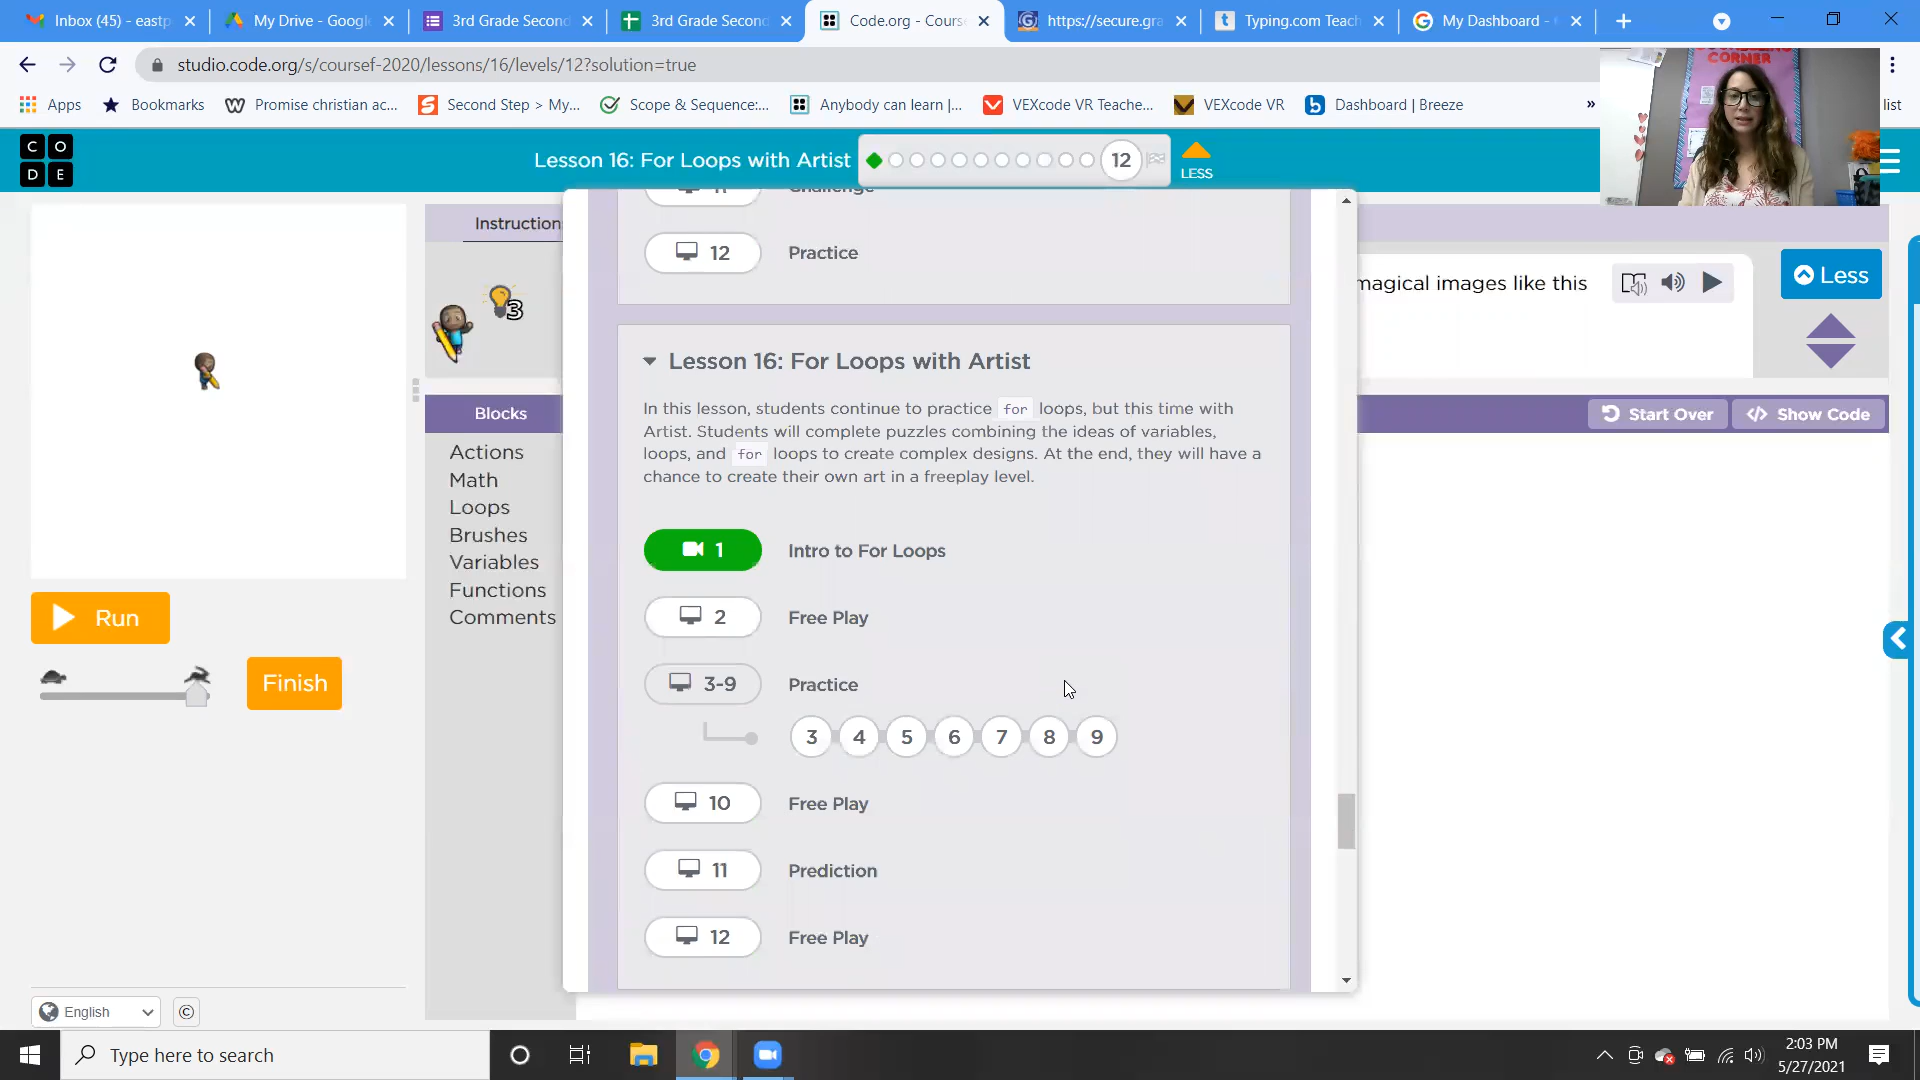 Inbox (45) - eastp
My Drive - Google
3rd Grade Second
3rd Grade Second
Code.org - Course
https://secure.gra
Typing.com Teach
My Dashboard -
studio.code.org/s/coursef-2020/lessons/16/levels/12?solution=true
Apps
Bookmarks
Promise christian ac...
Second Step > My...
Scope & Sequence:...
Anybody can learn |...
VEXcode VR Teache...
VEXcode VR
Dashboard | Breeze
»
list
CORNER
C O
D E
Lesson 16: For Loops with Artist
12
LESS
Instruction
3
11 Challenge
12 Practice
magical images like this
Less
Lesson 16: For Loops with Artist
In this lesson, students continue to practice for loops, but this time with
Artist. Students will complete puzzles combining the ideas of variables,
loops, and for loops to create complex designs. At the end, they will have a
chance to create their own art in a freeplay level.
1 Intro to For Loops
2 Free Play
3-9 Practice
3 4 5 6 7 8 9
10 Free Play
11 Prediction
12 Free Play
Blocks
Start Over
</> Show Code
Actions
Math
Loops
Brushes
Variables
Functions
Comments
Run
Finish
English
©
Type here to search
2:03 PM
5/27/2021